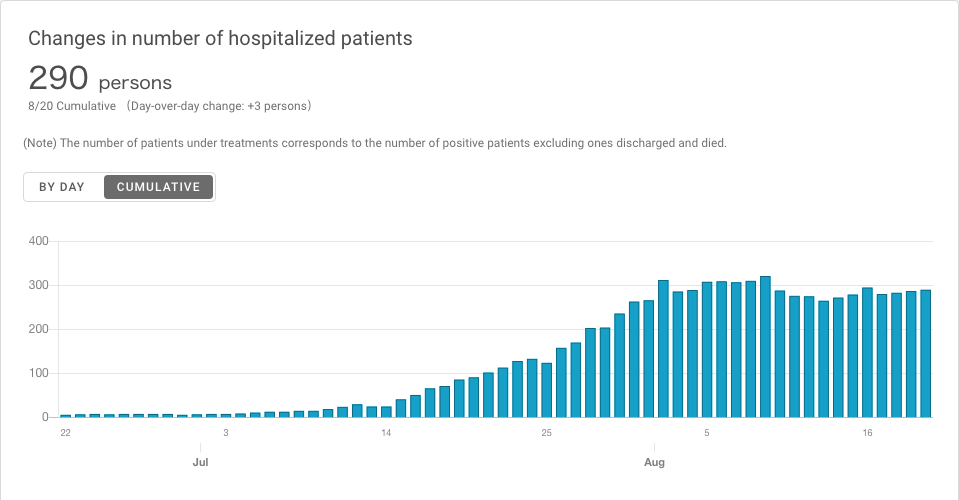 Changes in number of hospitalized patients
290 persons
8/20 Cumulative （Day-over-day change: +3 persons）
(Note) The number of patients under treatments corresponds to the number of positive patients excluding ones discharged and died.
BY DAY CUMULATIVE
400
300
200
100
0
22 3 14 25 5 16
Jul Aug